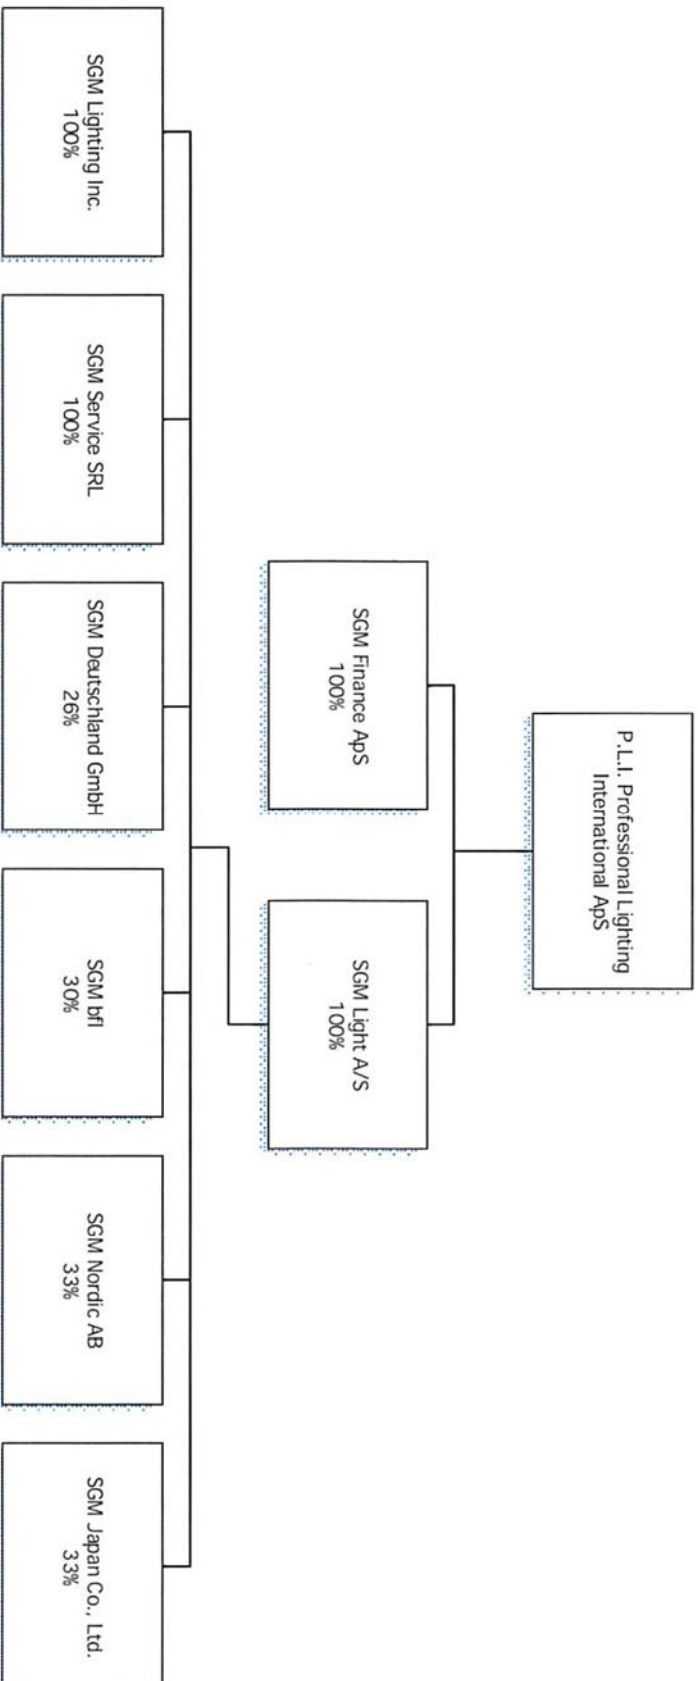 P.L.I. Professional Lighting
International ApS
SGM Finance ApS
100%
SGM Light A/S
100%
SGM Lighting Inc.
100%
SGM Service SRL
100%
SGM Deutschland GmbH
26%
SGM bfl
30%
SGM Nordic AB
33%
SGM Japan Co., Ltd.
33%